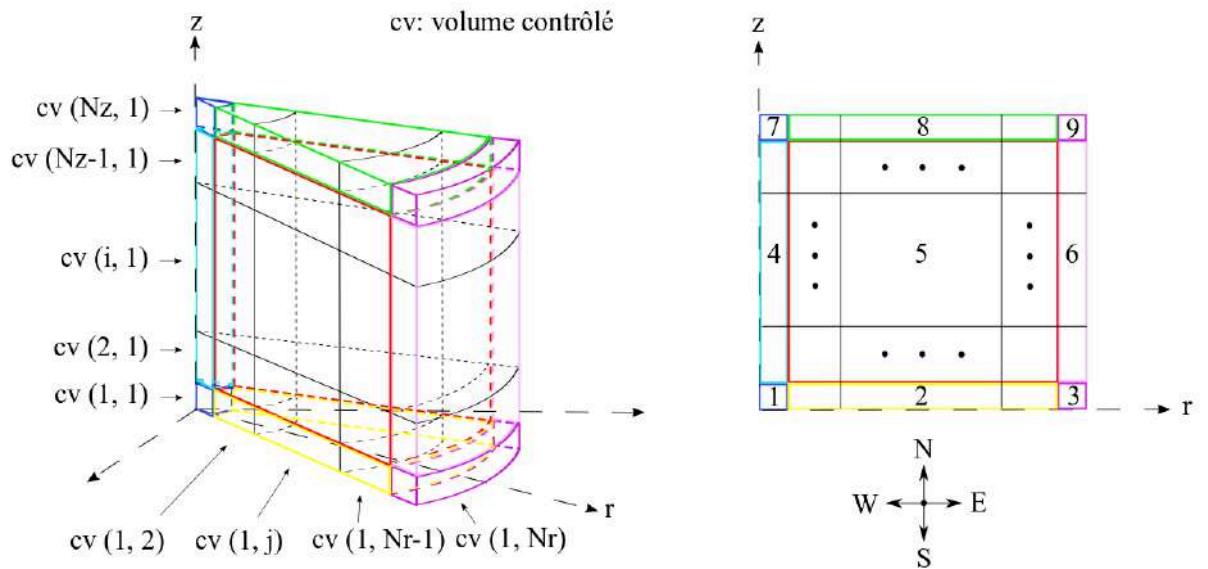 z
cv: volume contrôlé
cv (Nz, 1)
cv (Nz-1, 1)
cv (i, 1)
cv (2, 1)
cv (1, 1)
r
cv (1, 2)
cv (1, j)
cv (1, Nr-1)
cv (1, Nr)
z
7
8
9
4
5
6
1
2
3
r
N
W
E
S